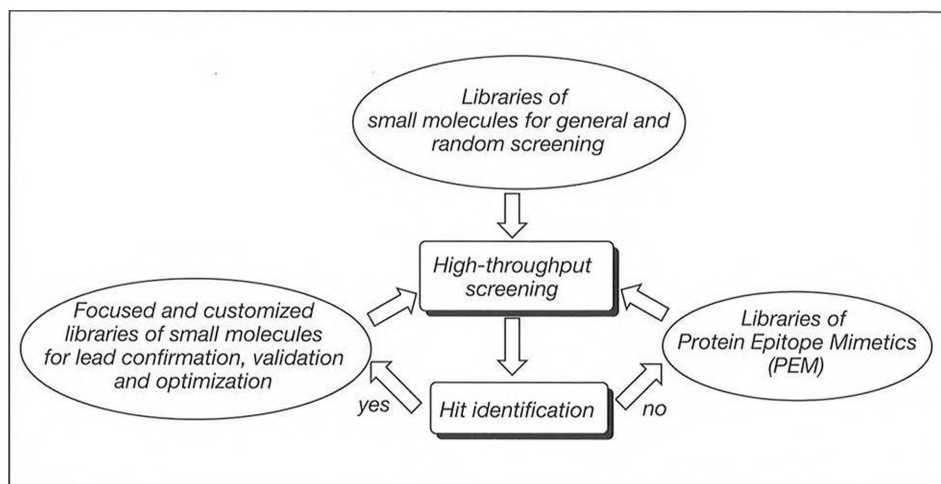 Libraries of
small molecules for general and
random screening
High-throughput
screening
Focused and customized
libraries of small molecules
for lead confirmation, validation
and optimization
Libraries of
Protein Epitope Mimetics
(PEM)
yes
Hit identification
no